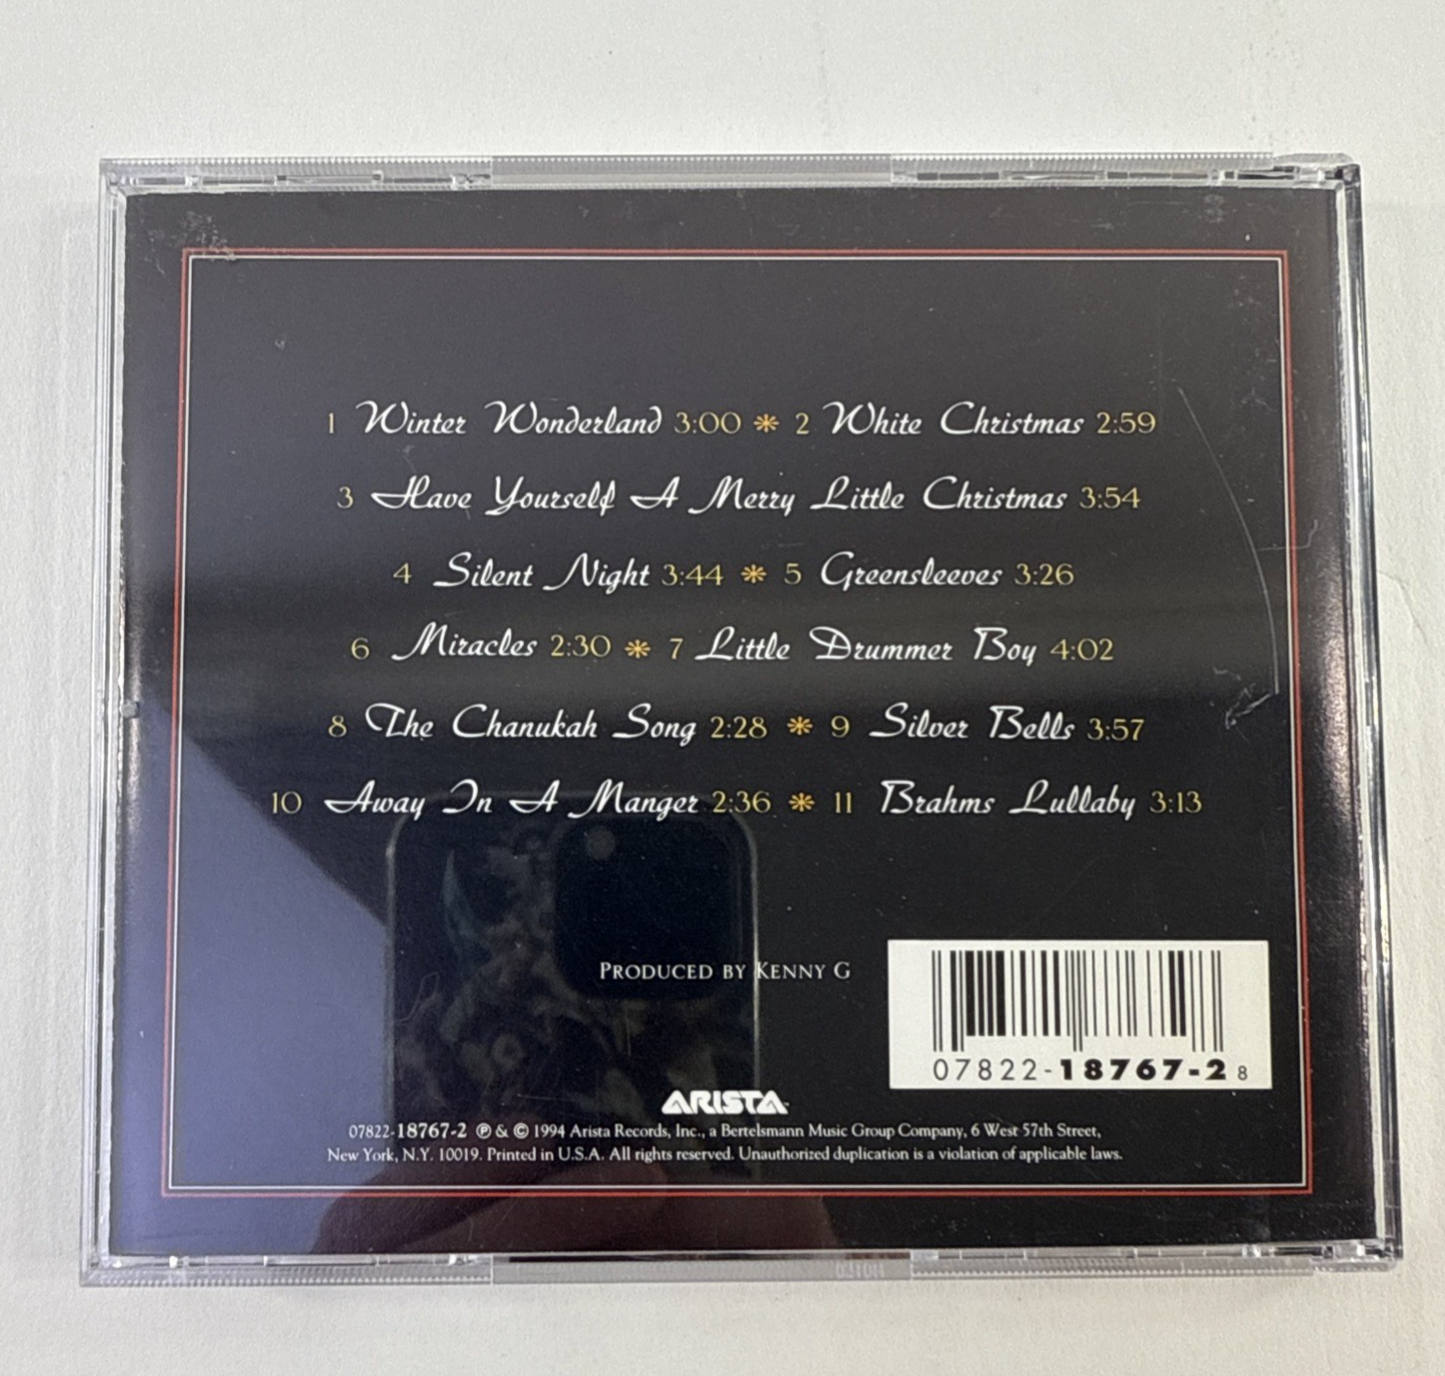 1 Winter Wonderland 3:00 ❋ 2 White Christmas 2:59
3 Have Yourself A Merry Little Christmas 3:54
4 Silent Night 3:44 ❋ 5 Greensleeves 3:26
6 Miracles 2:30 ❋ 7 Little Drummer Boy 4:02
8 The Chanukah Song 2:28 ❋ 9 Silver Bells 3:57
10 Away In A Manger 2:36 ❋ 11 Brahms Lullaby 3:13
PRODUCED BY KENNY G
07822-18767-2 8
ARISTA
07822-18767-2 ℗ & © 1994 Arista Records, Inc., a Bertelsmann Music Group Company, 6 West 57th Street,
New York, N.Y. 10019. Printed in U.S.A. All rights reserved. Unauthorized duplication is a violation of applicable laws.